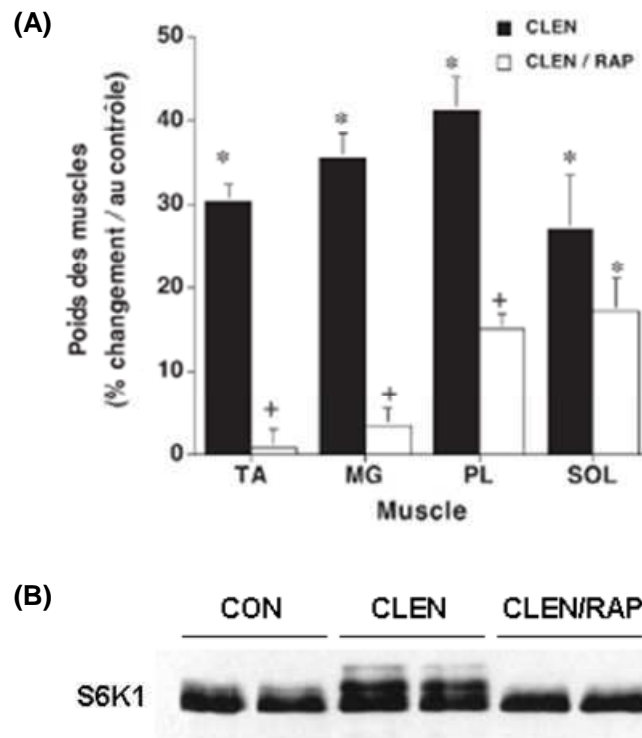 (A)
CLEN
CLEN / RAP
Poids des muscles
(% changement / au contrôle)
50
40
30
20
10
0
*
*
*
*
*
+
+
+
TA MG PL SOL
Muscle
(B)
CON CLEN CLEN/RAP
S6K1